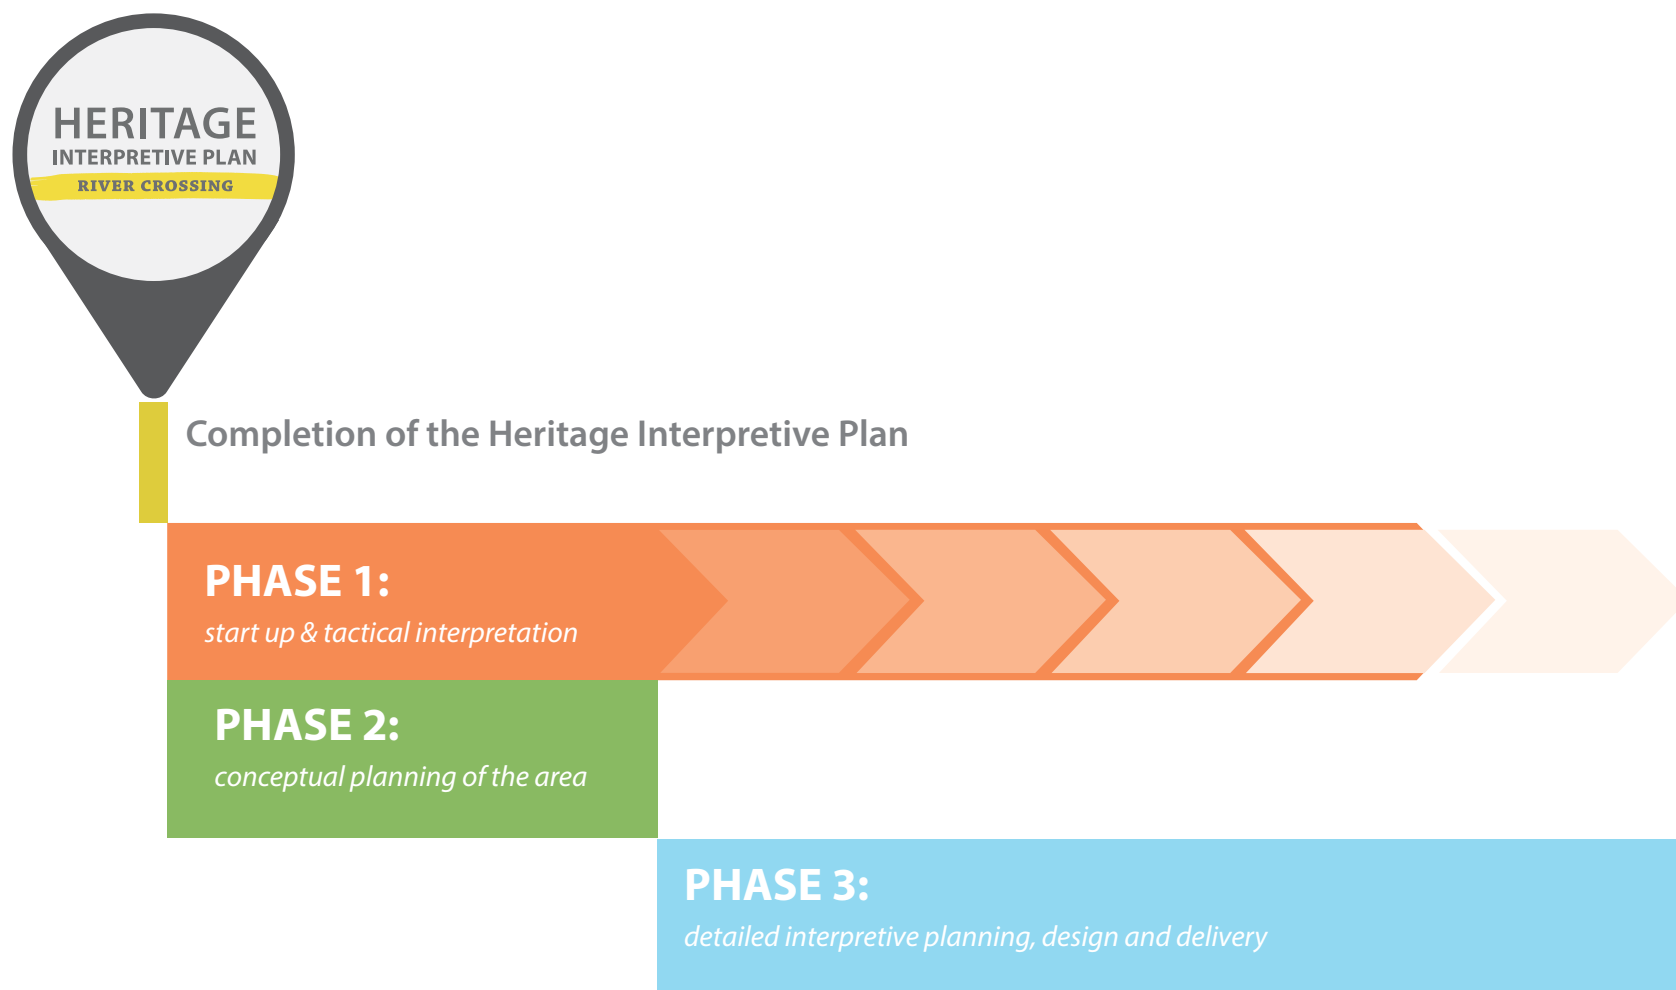 HERITAGE
INTERPRETIVE PLAN
RIVER CROSSING
Completion of the Heritage Interpretive Plan
PHASE 1:
start up & tactical interpretation
PHASE 2:
conceptual planning of the area
PHASE 3:
detailed interpretive planning, design and delivery